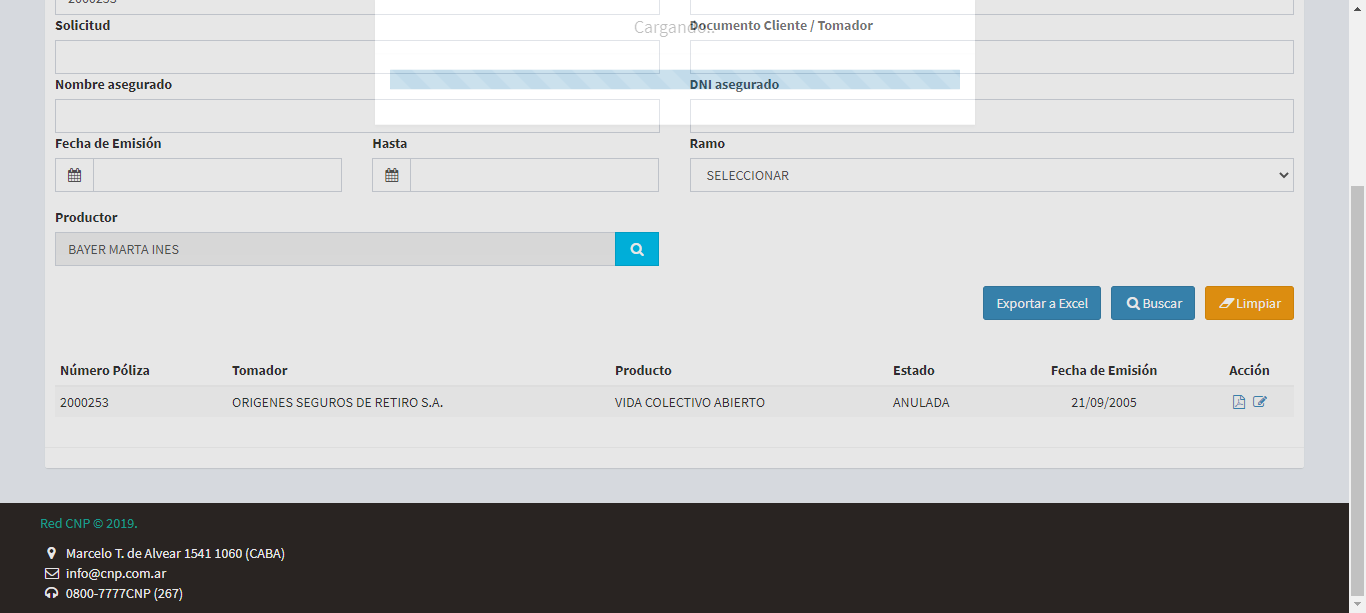 2000253
Cargando..
Solicitud
Documento Cliente / Tomador
Nombre asegurado
DNI asegurado
Fecha de Emisión
Hasta
Ramo
SELECCIONAR
Productor
BAYER MARTA INES
Exportar a Excel
Buscar
Limpiar
Número Póliza Tomador Producto Estado Fecha de Emisión Acción
2000253 ORIGENES SEGUROS DE RETIRO S.A. VIDA COLECTIVO ABIERTO ANULADA 21/09/2005
Red CNP © 2019.
Marcelo T. de Alvear 1541 1060 (CABA)
info@cnp.com.ar
0800-7777CNP (267)